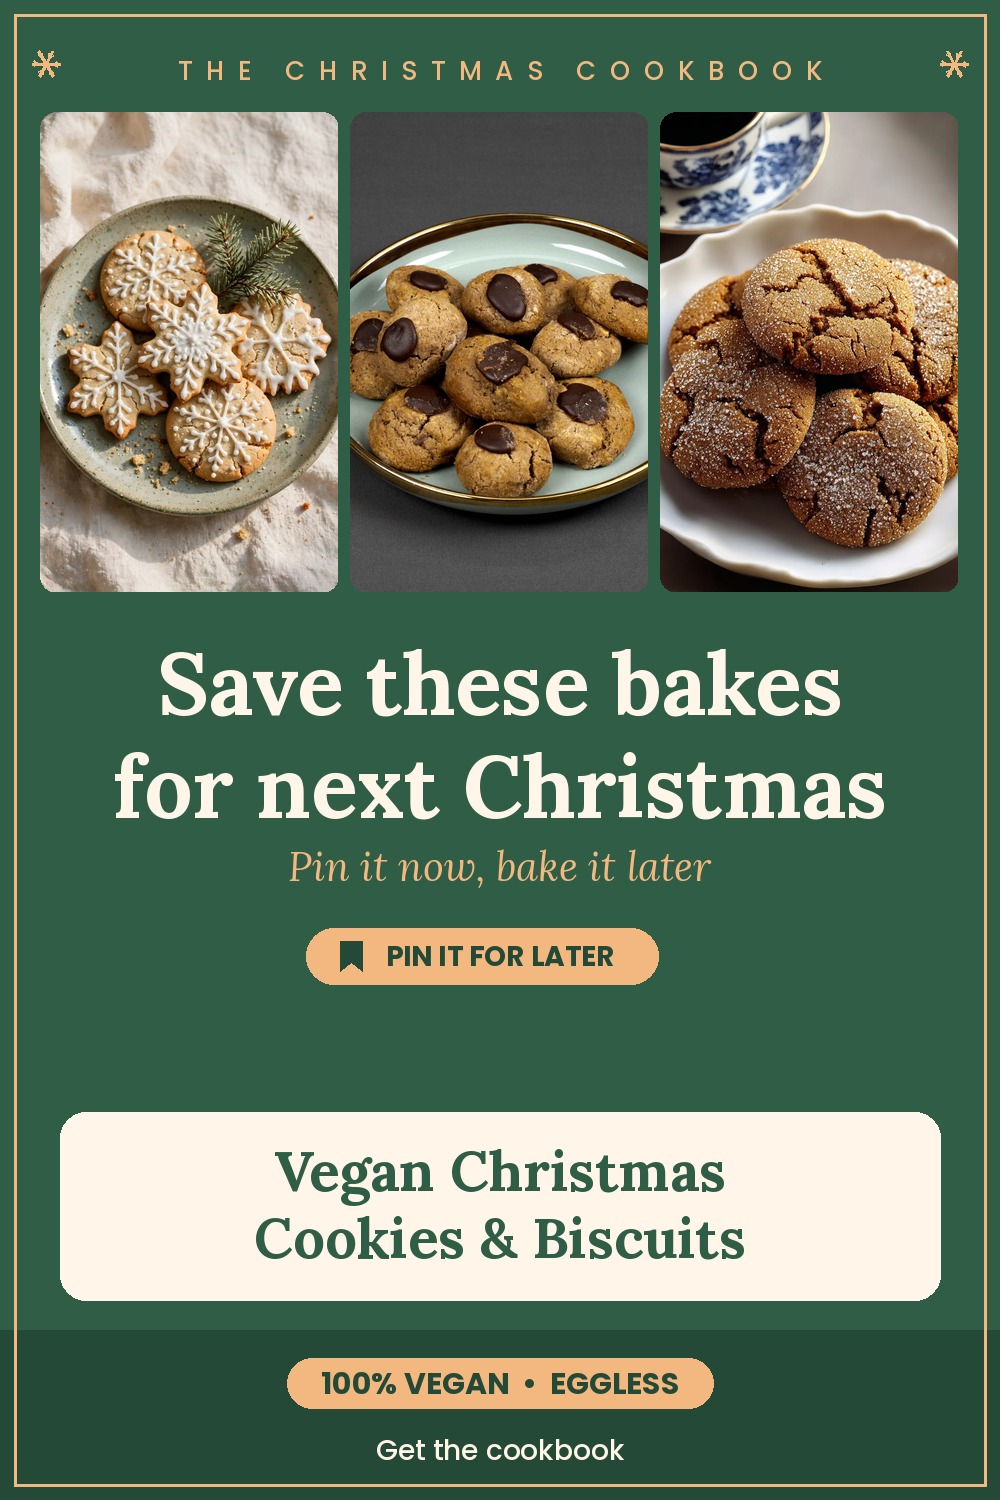 THE CHRISTMAS COOKBOOK
Save these bakes
for next Christmas
Pin it now, bake it later
PIN IT FOR LATER
Vegan Christmas
Cookies & Biscuits
100% VEGAN • EGGLESS
Get the cookbook